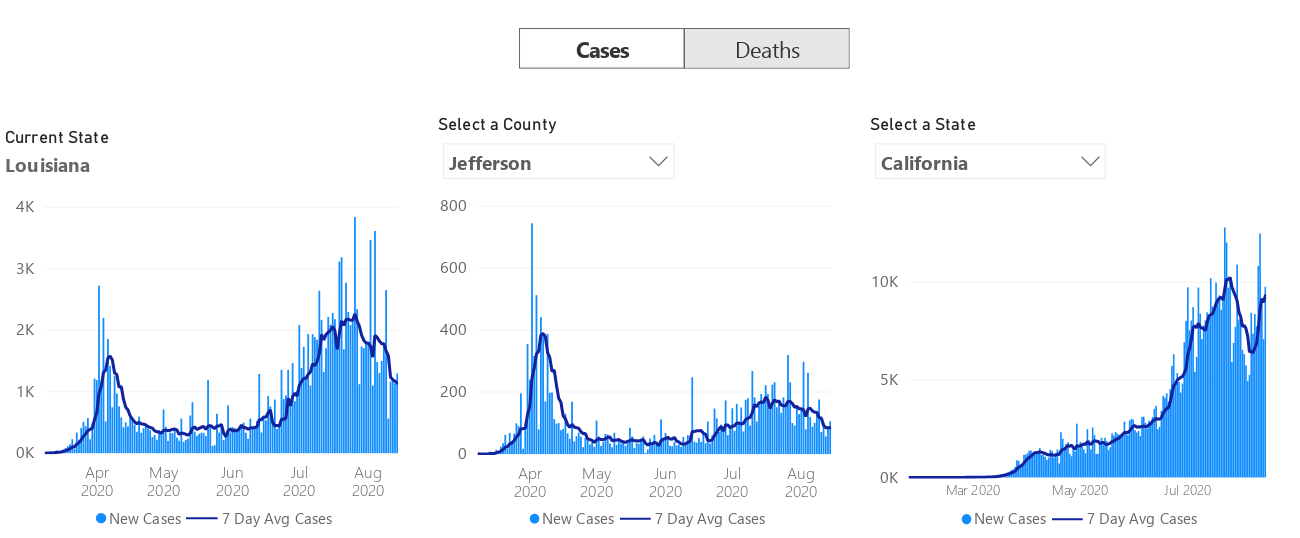 Cases Deaths
Current State
Louisiana
4K
3K
2K
1K
0K
Apr 2020
May 2020
Jun 2020
Jul 2020
Aug 2020
New Cases 7 Day Avg Cases
Select a County
Jefferson
800
600
400
200
0
Apr 2020
May 2020
Jun 2020
Jul 2020
Aug 2020
New Cases 7 Day Avg Cases
Select a State
California
10K
5K
0K
Mar 2020 May 2020 Jul 2020
New Cases 7 Day Avg Cases